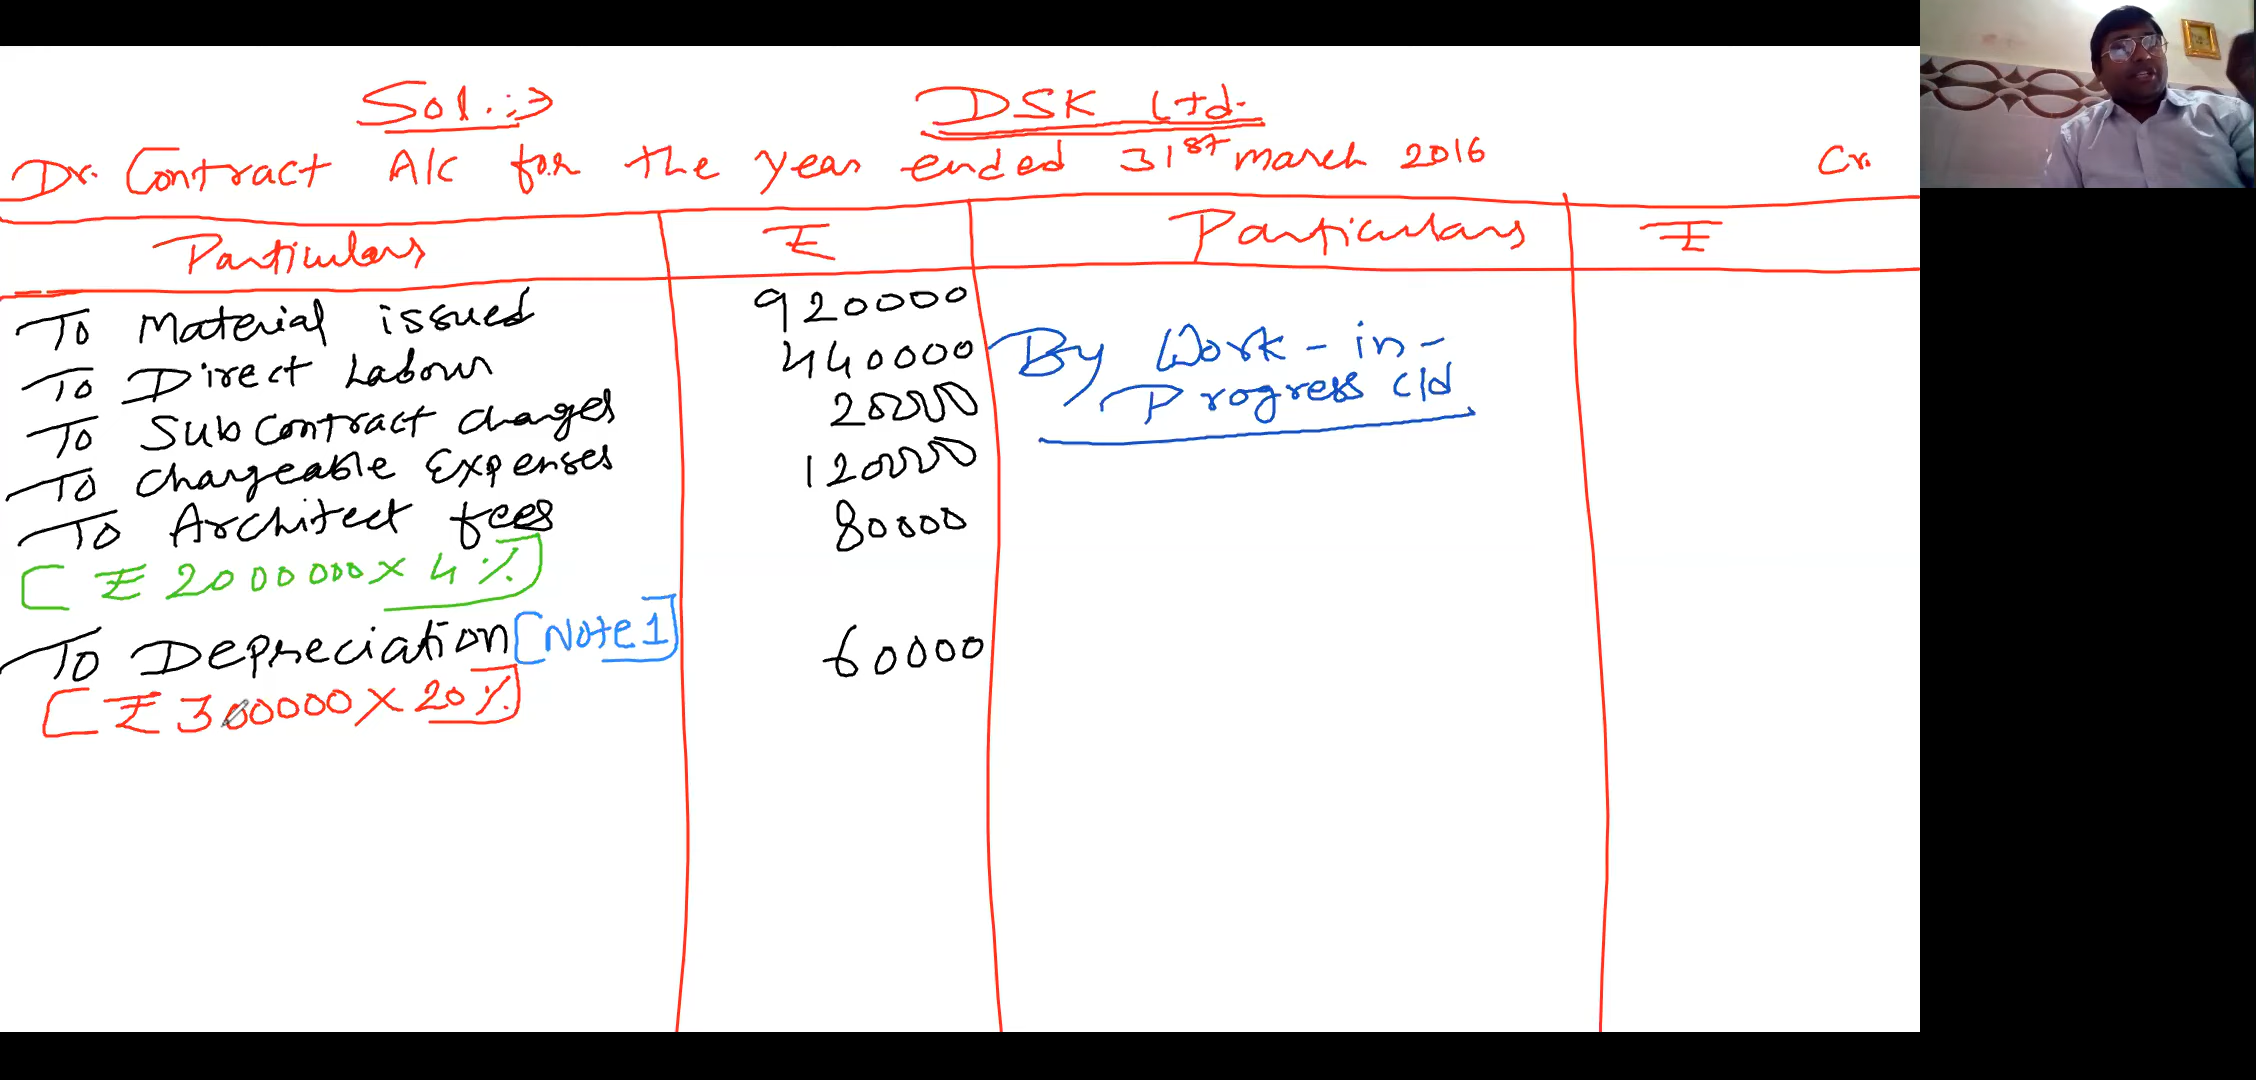 Sol. :→ DSK Ltd.
Dr. Contract A/C for the year ended 31st march 2016 Cr.
Particulars ₹ Particulars ₹
To Material issued 920000
To Direct Labour 440000 By Work-in-
Progress c/d
To Subcontract charges 20000
To Chargeable Expenses 120000
To Architect fees 80000
[ ₹ 2000000 × 4%]
To Depreciation [Note 1] 60000
[ ₹ 300000 × 20%]